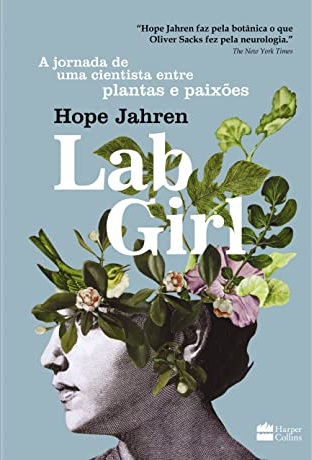 “Hope Jahren faz pela botânica o que
Oliver Sacks fez pela neurologia.”
The New York Times
A jornada de
uma cientista entre
plantas e paixões
Hope Jahren
Lab
Girl
Harper
Collins